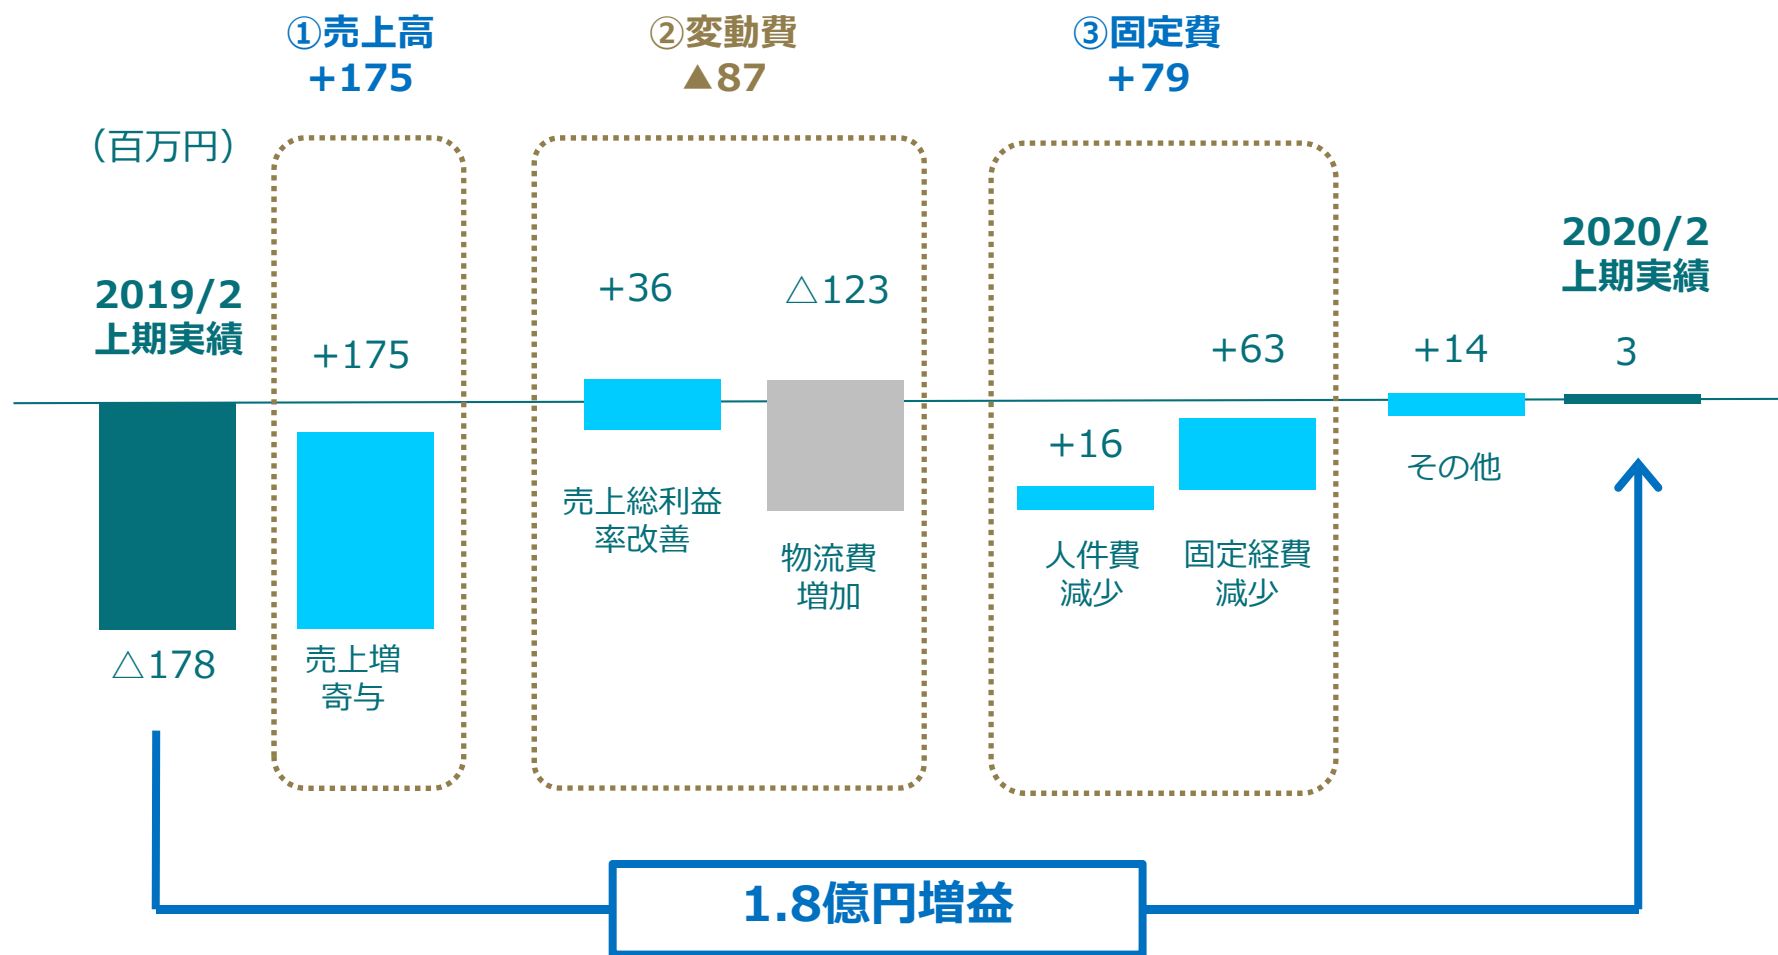 ①売上高
+175
②変動費
▲87
③固定費
+79
（百万円）
2019/2
上期実績
△178
+175
売上増
寄与
+36
売上総利益
率改善
△123
物流費
増加
+16
人件費
減少
+63
固定経費
減少
+14
その他
2020/2
上期実績
3
1.8億円増益